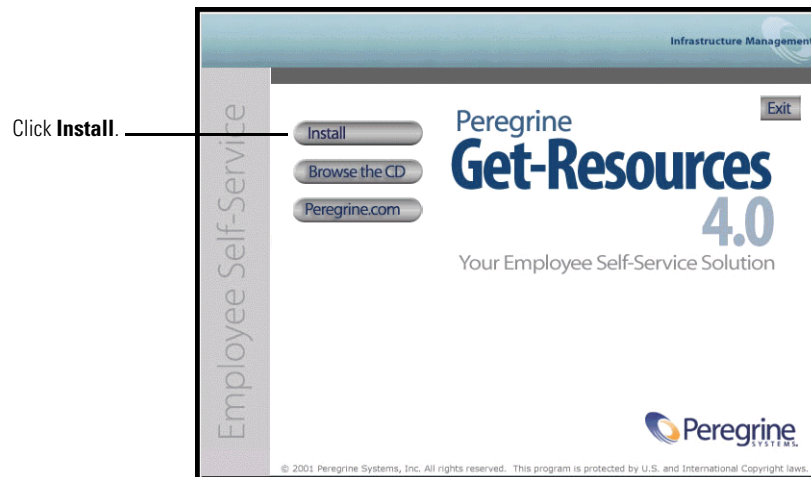 Infrastructure Management
Employee Self-Service
Click Install.
Install
Browse the CD
Peregrine.com
Exit
Peregrine
Get-Resources
4.0
Your Employee Self-Service Solution
Peregrine
SYSTEMS.
© 2001 Peregrine Systems, Inc. All rights reserved. This program is protected by U.S. and International Copyright laws.